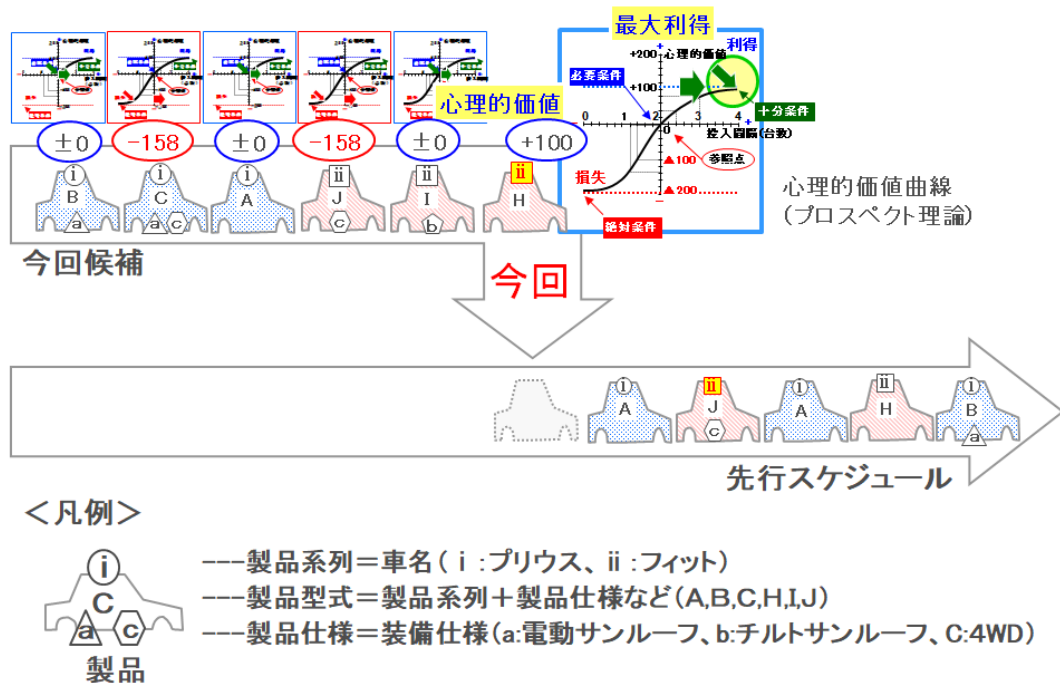 最大利得
+
+200
心理的価値
利得
必要条件
+100
十分条件
心理的価値
±0
-158
±0
-158
±0
+100
0
1
2
3
4
+
0
投入間隔(台数)
▲100
参照点
損失
▲200
−
絶対条件
心理的価値曲線
(プロスペクト理論)
ⅰ
ⅰ
ⅰ
ⅱ
ⅱ
ⅱ
B
C
A
J
I
H
a
a
c
c
b
今回候補
今回
ⅰ
ⅱ
ⅰ
ⅱ
ⅰ
A
J
A
H
B
c
a
先行スケジュール
<凡例>
ⅰ
C
a
c
製品
---製品系列=車名(ⅰ:プリウス、ⅱ:フィット)
---製品型式=製品系列+製品仕様など(A,B,C,H,I,J)
---製品仕様=装備仕様(a:電動サンルーフ、b:チルトサンルーフ、C:4WD)